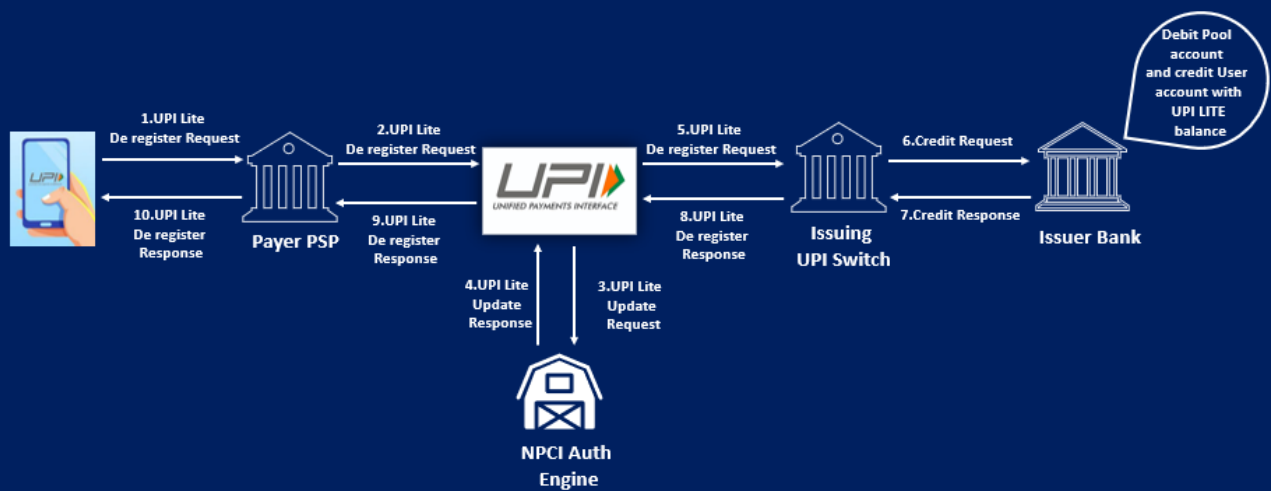 Debit Pool
account
and credit User
account with
UPI LITE
balance
1.UPI Lite
De register Request
2.UPI Lite
De register Request
5.UPI Lite
De register Request
6.Credit Request
UPI
UPI
UNIFIED PAYMENTS INTERFACE
10.UPI Lite
De register
Response
Payer PSP
9.UPI Lite
De register
Response
8.UPI Lite
De register
Response
7.Credit Response
Issuing
UPI Switch
Issuer Bank
4.UPI Lite
Update
Response
3.UPI Lite
Update
Request
NPCI Auth
Engine